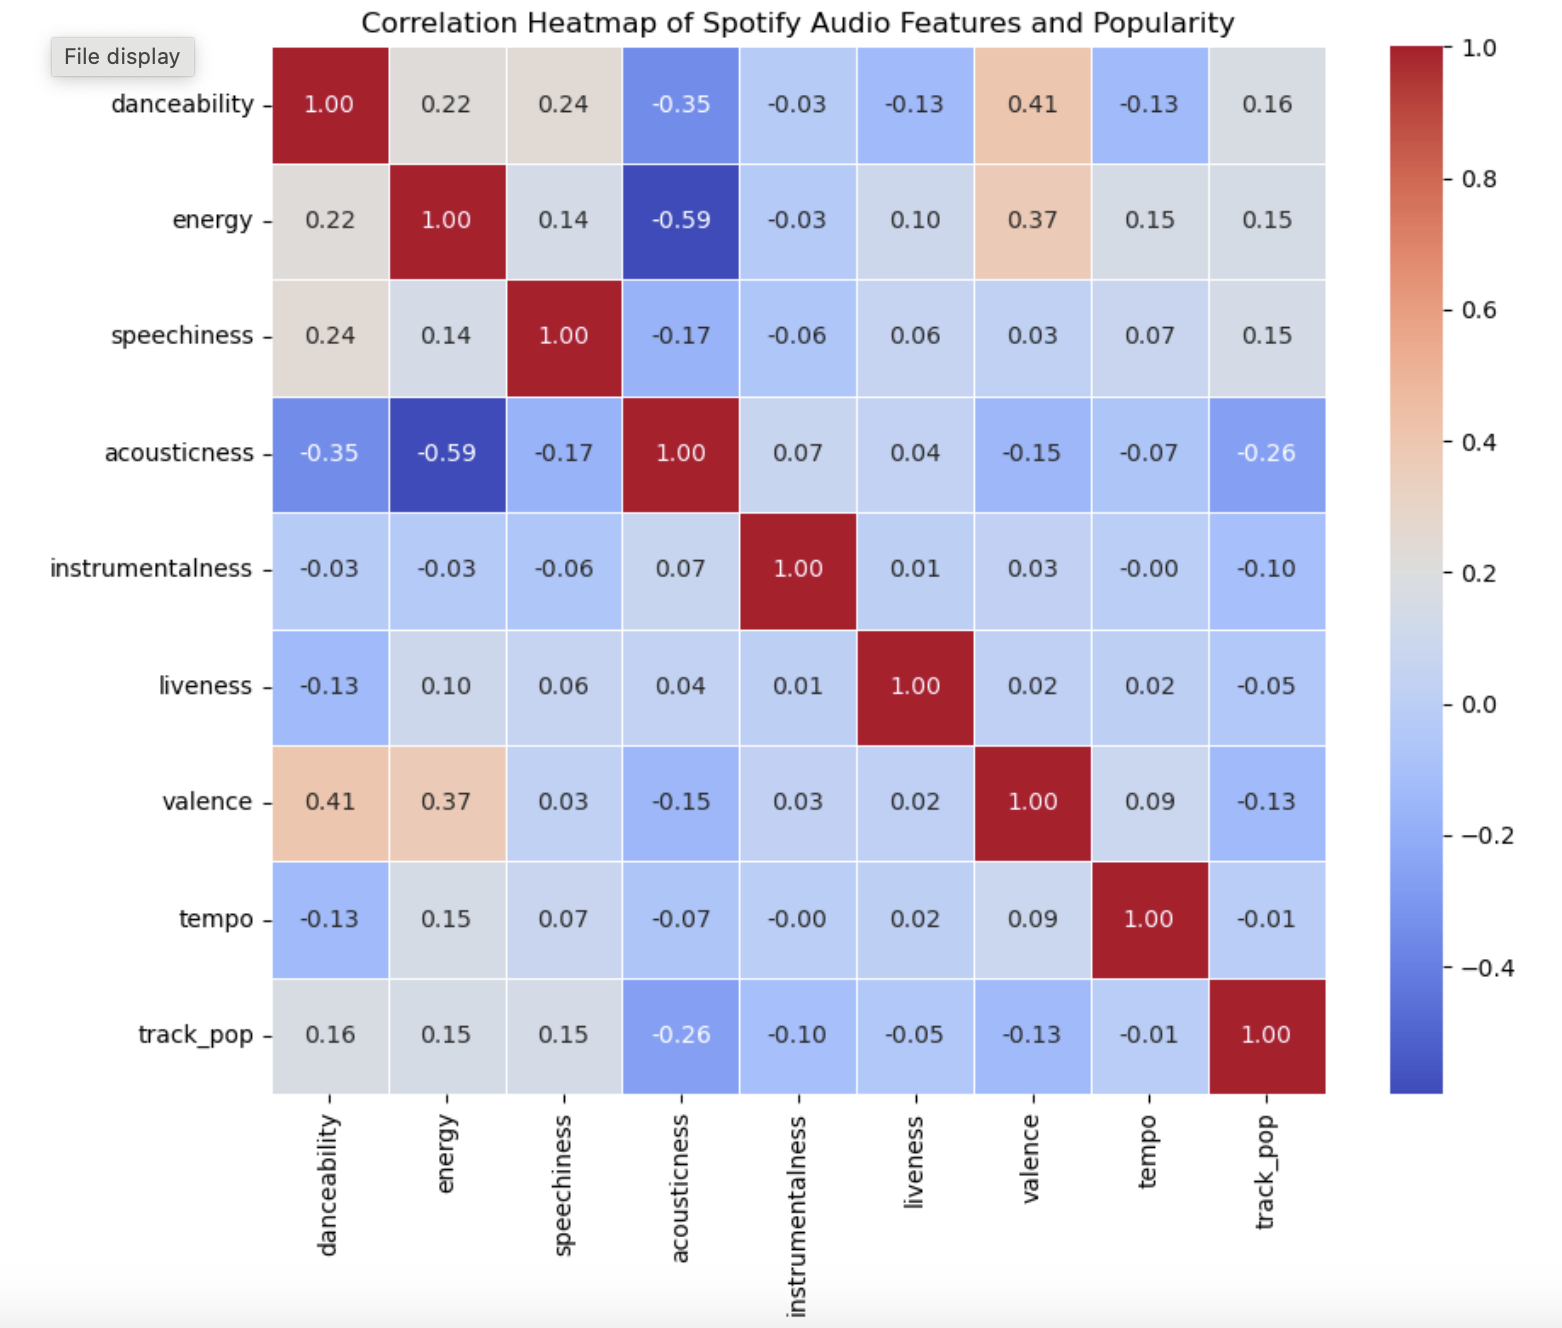 Correlation Heatmap of Spotify Audio Features and Popularity
File display
danceability 1.00 0.22 0.24 -0.35 -0.03 -0.13 0.41 -0.13 0.16
energy 0.22 1.00 0.14 -0.59 -0.03 0.10 0.37 0.15 0.15
speechiness 0.24 0.14 1.00 -0.17 -0.06 0.06 0.03 0.07 0.15
acousticness -0.35 -0.59 -0.17 1.00 0.07 0.04 -0.15 -0.07 -0.26
instrumentalness -0.03 -0.03 -0.06 0.07 1.00 0.01 0.03 -0.00 -0.10
liveness -0.13 0.10 0.06 0.04 0.01 1.00 0.02 0.02 -0.05
valence 0.41 0.37 0.03 -0.15 0.03 0.02 1.00 0.09 -0.13
tempo -0.13 0.15 0.07 -0.07 -0.00 0.02 0.09 1.00 -0.01
track_pop 0.16 0.15 0.15 -0.26 -0.10 -0.05 -0.13 -0.01 1.00
danceability
energy
speechiness
acousticness
instrumentalness
liveness
valence
tempo
track_pop
1.0
0.8
0.6
0.4
0.2
0.0
−0.2
−0.4